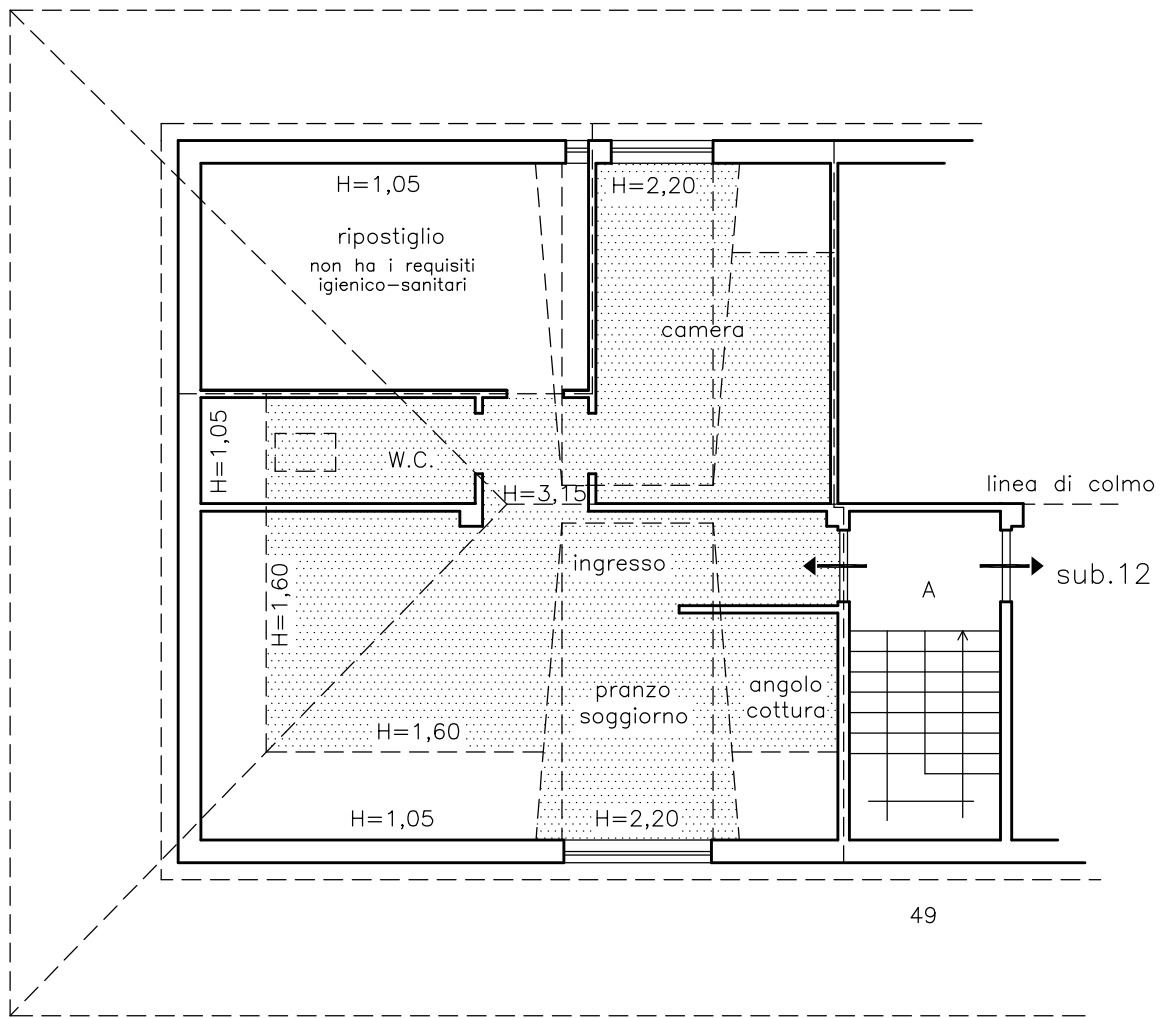 H=1,05
H=2,20
ripostiglio
non ha i requisiti
igienico-sanitari
camera
H=1,05
W.C.
H=3,15
linea di colmo
ingresso
sub.12
A
H=1,60
pranzo
soggiorno
angolo
cottura
H=1,60
H=1,05
H=2,20
49